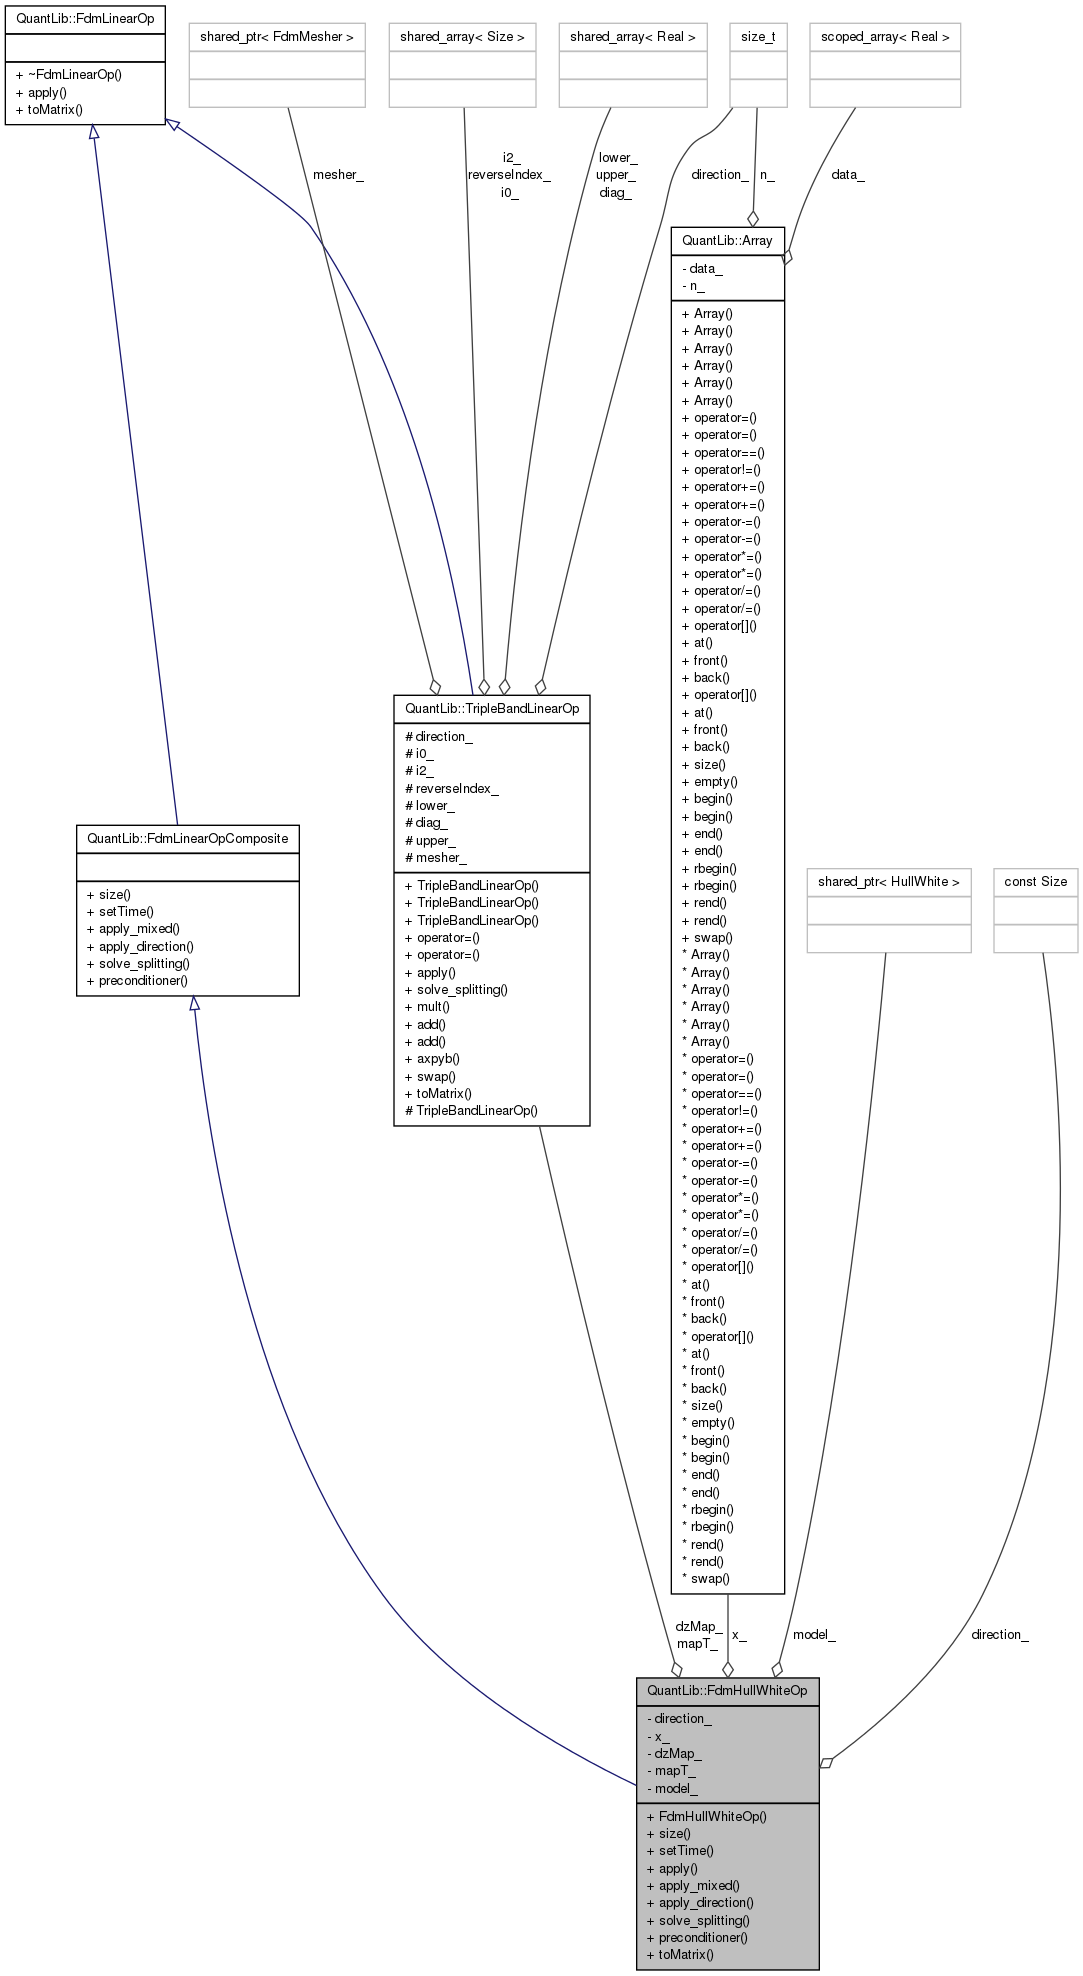 QuantLib::FdmLinearOp
+ ~FdmLinearOp()
+ apply()
+ toMatrix()
shared_ptr< FdmMesher >
shared_array< Size >
shared_array< Real >
size_t
scoped_array< Real >
mesher_
i2_
reverseIndex_
i0_
lower_
upper_
diag_
direction_
n_
data_
QuantLib::Array
- data_
- n_
+ Array()
+ Array()
+ Array()
+ Array()
+ Array()
+ Array()
+ operator=()
+ operator=()
+ operator==()
+ operator!=()
+ operator+=()
+ operator+=()
+ operator-=()
+ operator-=()
+ operator*=()
+ operator*=()
+ operator/=()
+ operator/=()
+ operator[]()
+ at()
+ front()
+ back()
+ operator[]()
+ at()
+ front()
+ back()
+ size()
+ empty()
+ begin()
+ begin()
+ end()
+ end()
+ rbegin()
+ rbegin()
+ rend()
+ rend()
+ swap()
* Array()
* Array()
* Array()
* Array()
* Array()
* Array()
* operator=()
* operator=()
* operator==()
* operator!=()
* operator+=()
* operator+=()
* operator-=()
* operator-=()
* operator*=()
* operator*=()
* operator/=()
* operator/=()
* operator[]()
* at()
* front()
* back()
* operator[]()
* at()
* front()
* back()
* size()
* empty()
* begin()
* begin()
* end()
* end()
* rbegin()
* rbegin()
* rend()
* rend()
* swap()
QuantLib::TripleBandLinearOp
# direction_
# i0_
# i2_
# reverseIndex_
# lower_
# diag_
# upper_
# mesher_
+ TripleBandLinearOp()
+ TripleBandLinearOp()
+ TripleBandLinearOp()
+ operator=()
+ operator=()
+ apply()
+ solve_splitting()
+ mult()
+ add()
+ add()
+ axpyb()
+ swap()
+ toMatrix()
# TripleBandLinearOp()
QuantLib::FdmLinearOpComposite
+ size()
+ setTime()
+ apply_mixed()
+ apply_direction()
+ solve_splitting()
+ preconditioner()
shared_ptr< HullWhite >
const Size
dzMap_
mapT_
x_
model_
direction_
QuantLib::FdmHullWhiteOp
- direction_
- x_
- dzMap_
- mapT_
- model_
+ FdmHullWhiteOp()
+ size()
+ setTime()
+ apply()
+ apply_mixed()
+ apply_direction()
+ solve_splitting()
+ preconditioner()
+ toMatrix()